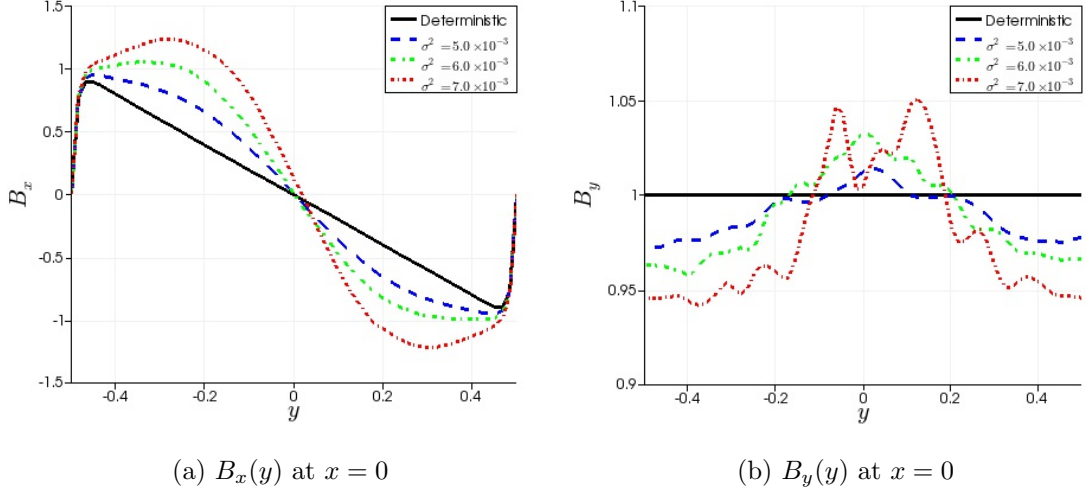 1.5
1
0.5
0
-0.5
-1
-1.5
B_x
-0.4
-0.2
0
0.2
0.4
y
Deterministic
σ² =5.0 ×10⁻³
σ² =6.0 ×10⁻³
σ² =7.0 ×10⁻³
1.1
1.05
1
0.95
0.9
B_y
-0.4
-0.2
0
0.2
0.4
y
Deterministic
σ² =5.0 ×10⁻³
σ² =6.0 ×10⁻³
σ² =7.0 ×10⁻³
(a) B_x(y) at x = 0
(b) B_y(y) at x = 0